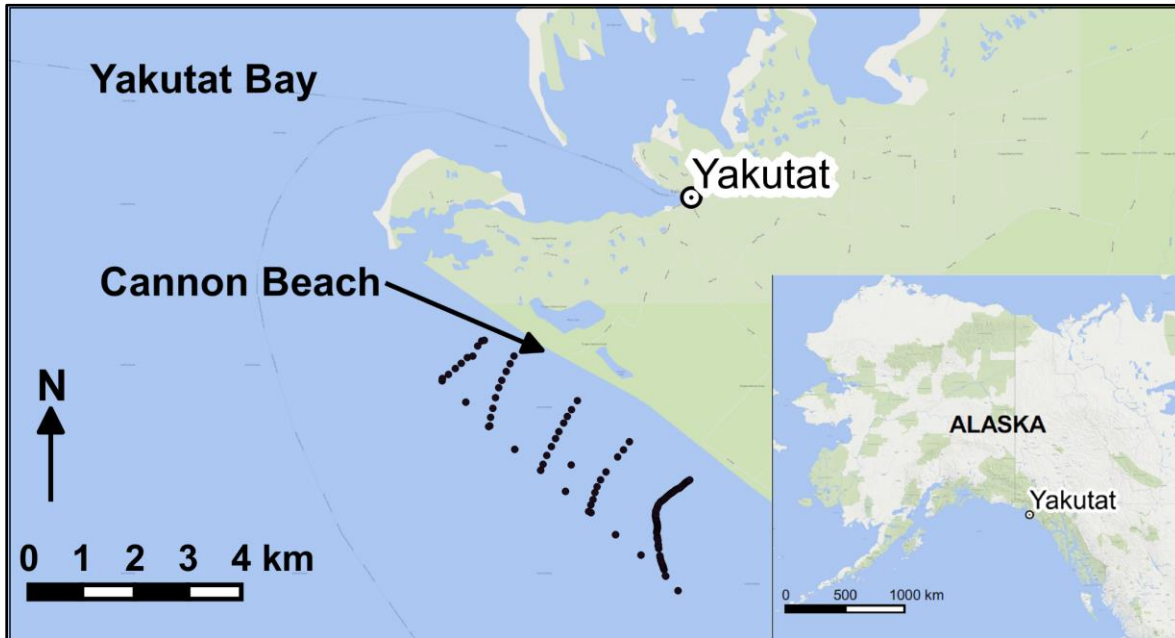 Yakutat Bay
Yakutat
Cannon Beach
N
0 1 2 3 4 km
ALASKA
Yakutat
0 500 1000 km